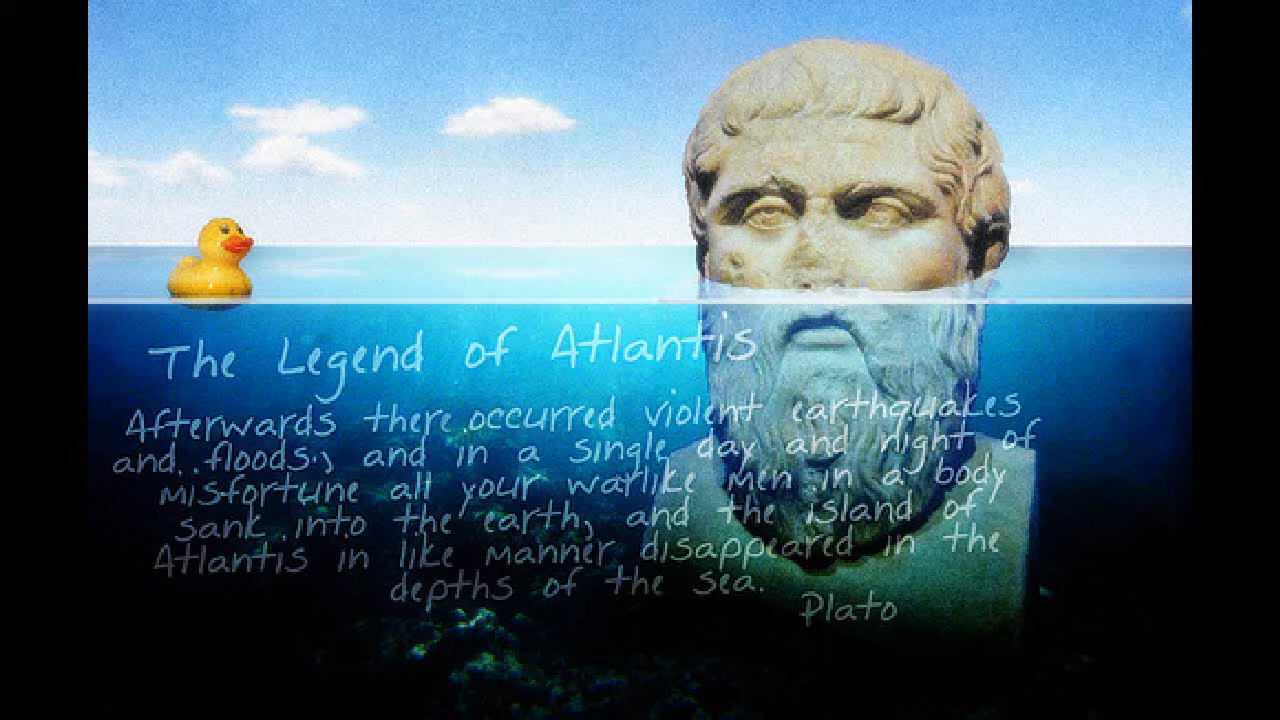 The Legend of Atlantis
Afterwards there occurred violent earthquakes
and floods; and in a single day and night of
misfortune all your warlike men in a body
sank into the earth, and the island of
Atlantis in like manner disappeared in the
depths of the sea.
Plato